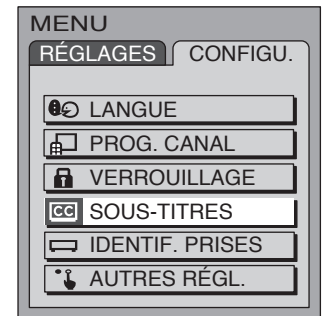 MENU
RÉGLAGES CONFIGU.
LANGUE
PROG. CANAL
VERROUILLAGE
CC SOUS-TITRES
IDENTIF. PRISES
AUTRES RÉGL.